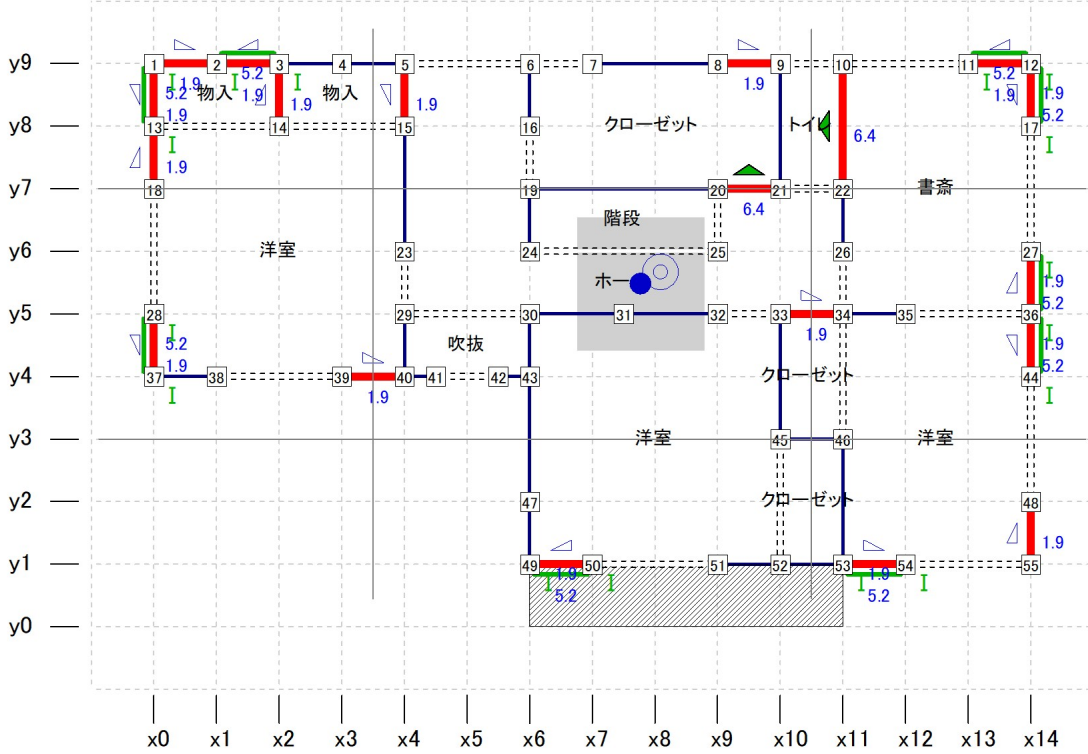 y9 1 2 3 4 5 6 7 8 9 10 11 12
1.9 5.2 1.9 5.2
5.2 物入 物入 1.9 クローゼット トイレ 6.4 1.9
1.9 1.9 1.9 1.9 5.2
y8 13 14 15 16 17
1.9
y7 18 19 20 21 22 書斎
6.4
階段
y6 洋室 23 24 25 26 27
ホー 1.9
5.2
y5 28 29 30 31 32 33 34 35 36
5.2 吹抜 1.9 1.9
1.9 5.2
y4 37 38 39 40 41 42 43 クローゼット 44
1.9
y3 洋室 45 46 洋室
y2 47 クローゼット 48
1.9
y1 49 50 51 52 53 54 55
1.9 1.9
5.2 5.2
y0
x0 x1 x2 x3 x4 x5 x6 x7 x8 x9 x10 x11 x12 x13 x14